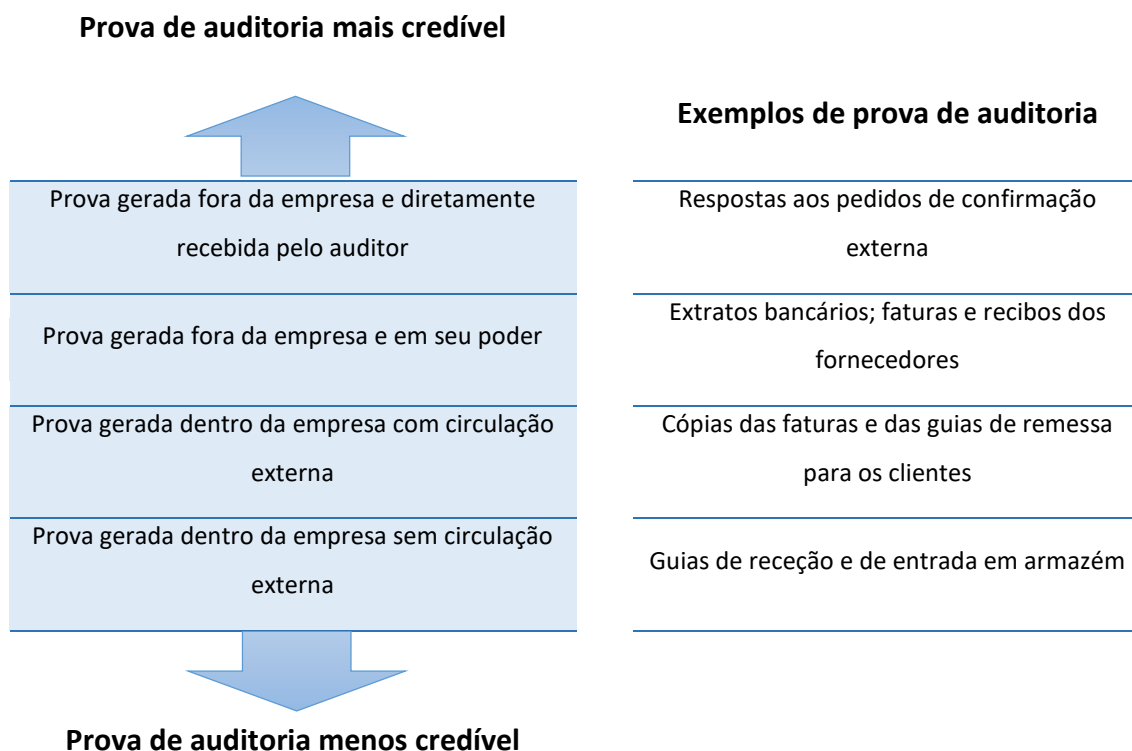 Prova de auditoria mais credível
Exemplos de prova de auditoria
Prova gerada fora da empresa e diretamente
recebida pelo auditor
Respostas aos pedidos de confirmação
externa
Prova gerada fora da empresa e em seu poder
Extratos bancários; faturas e recibos dos
fornecedores
Prova gerada dentro da empresa com circulação
externa
Cópias das faturas e das guias de remessa
para os clientes
Prova gerada dentro da empresa sem circulação
externa
Guias de receção e de entrada em armazém
Prova de auditoria menos credível